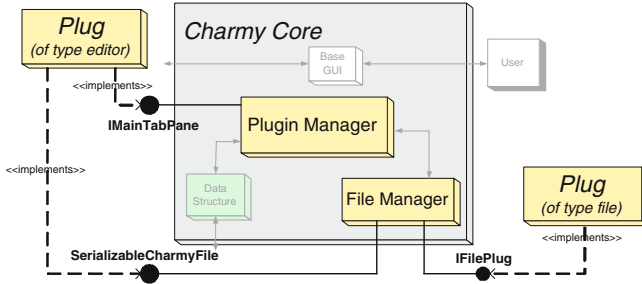 Plug
(of type editor)
Charmy Core
Base
GUI
User
<<implements>>
IMainTabPane
Plugin Manager
<<implements>>
Data
Structure
File Manager
Plug
(of type file)
<<implements>>
SerializableCharmyFile
IFilePlug